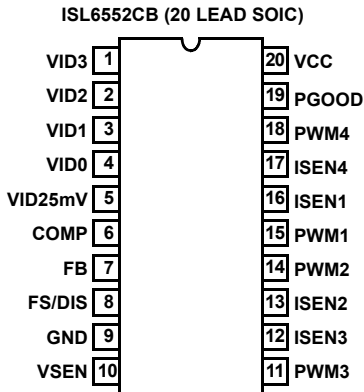 ISL6552CB (20 LEAD SOIC)
VID3 1
VID2 2
VID1 3
VID0 4
VID25mV 5
COMP 6
FB 7
FS/DIS 8
GND 9
VSEN 10
20 VCC
19 PGOOD
18 PWM4
17 ISEN4
16 ISEN1
15 PWM1
14 PWM2
13 ISEN2
12 ISEN3
11 PWM3